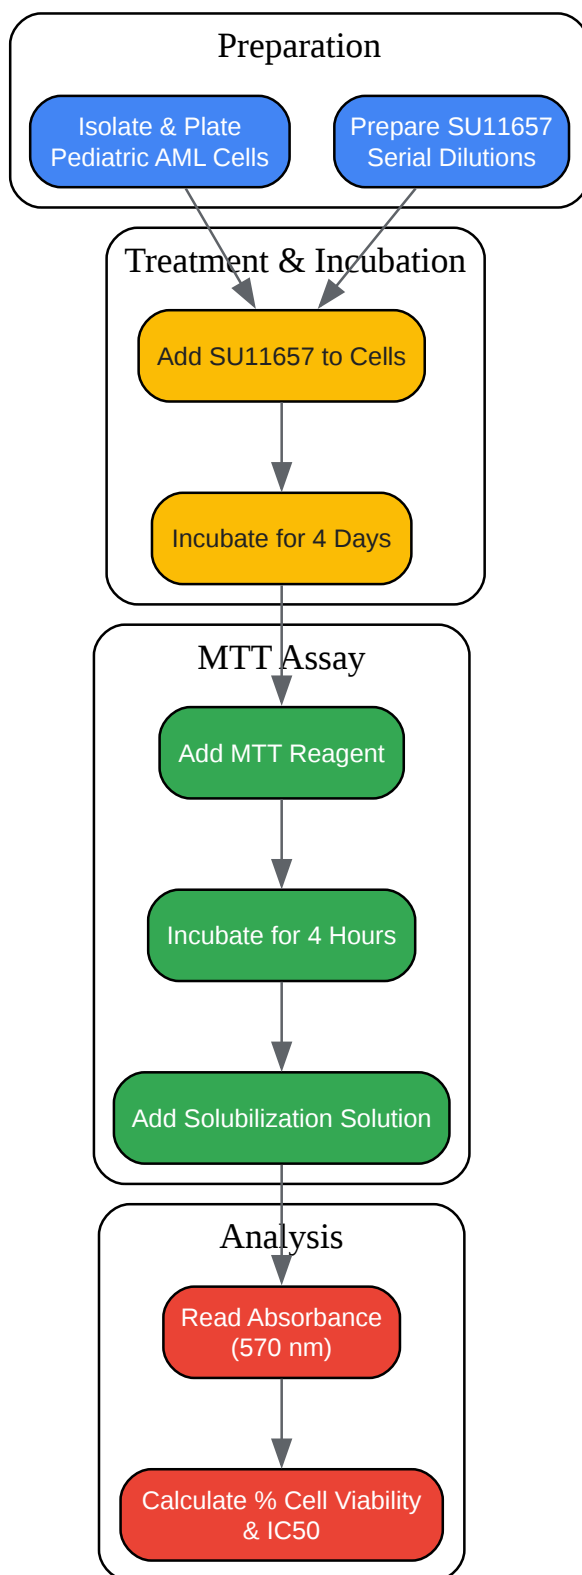 Preparation
Isolate & Plate
Pediatric AML Cells
Prepare SU11657
Serial Dilutions
Treatment & Incubation
Add SU11657 to Cells
Incubate for 4 Days
MTT Assay
Add MTT Reagent
Incubate for 4 Hours
Add Solubilization Solution
Analysis
Read Absorbance
(570 nm)
Calculate % Cell Viability
& IC50